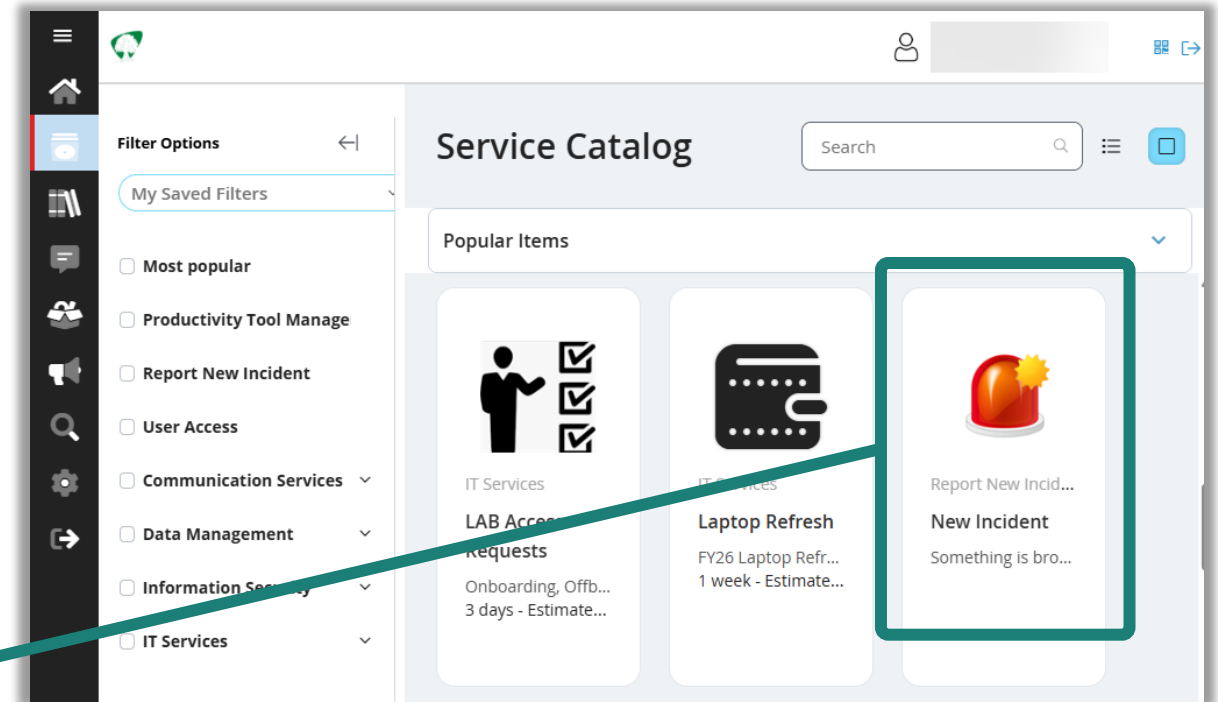 Filter Options
My Saved Filters
Most popular
Productivity Tool Manage
Report New Incident
User Access
Communication Services
Data Management
Information Security
IT Services
Service Catalog
Search
Popular Items
IT Services
LAB Access
Requests
Onboarding, Offb...
3 days - Estimate...
IT Services
Laptop Refresh
FY26 Laptop Refr...
1 week - Estimate...
Report New Incid...
New Incident
Something is bro...